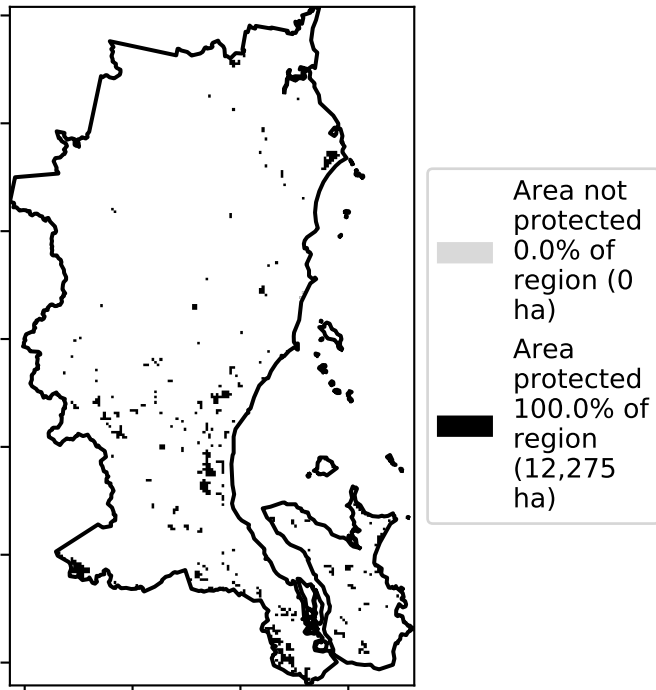 Area not
protected
0.0% of
region (0
ha)
Area
protected
100.0% of
region
(12,275
ha)